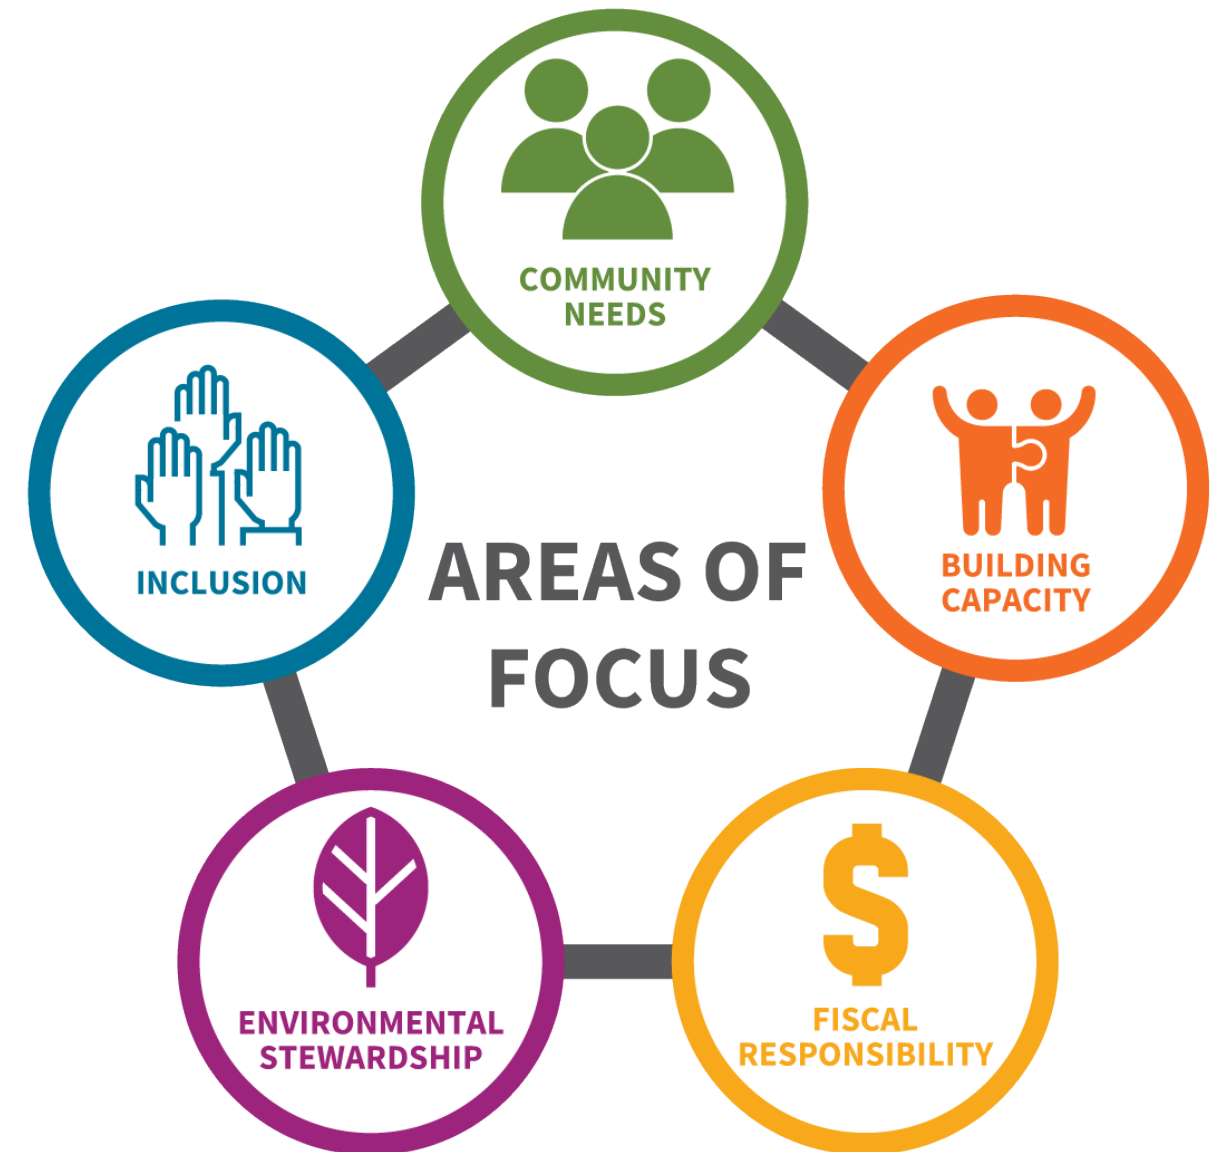 COMMUNITY
NEEDS
INCLUSION
BUILDING
CAPACITY
AREAS OF
FOCUS
ENVIRONMENTAL
STEWARDSHIP
FISCAL
RESPONSIBILITY